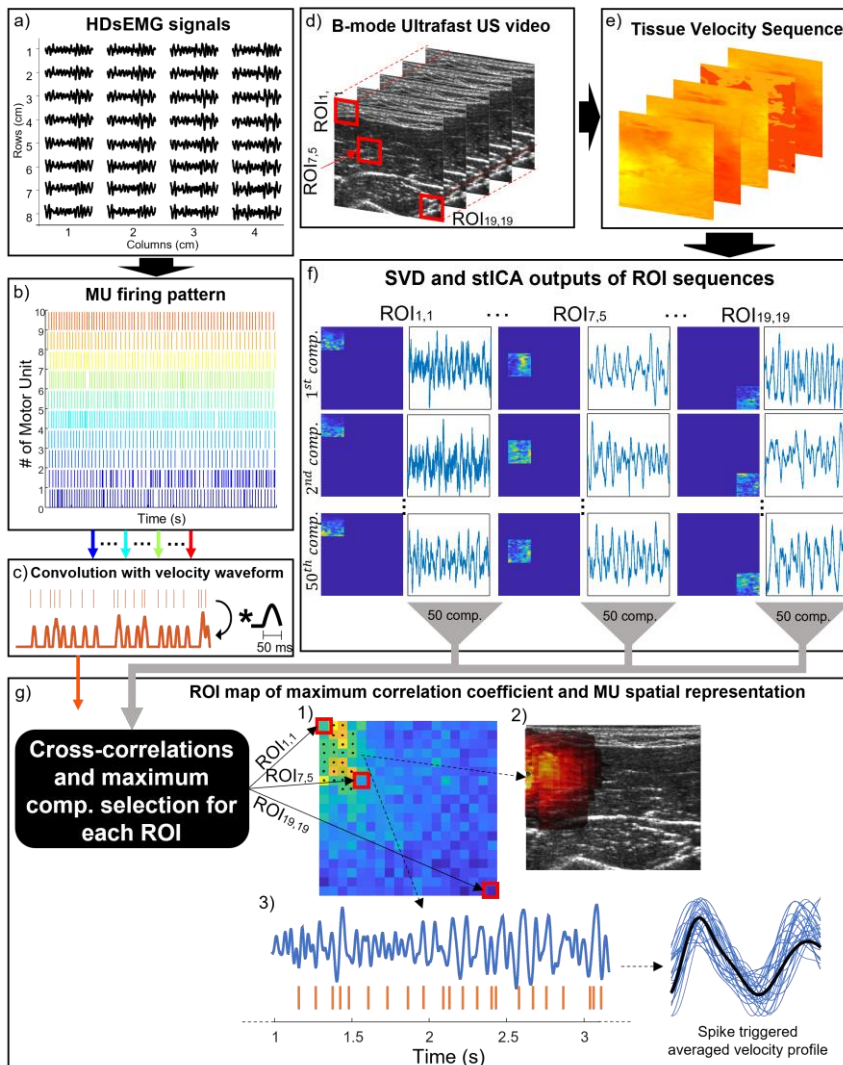 a)
HDsEMG signals
Rows (cm)
1
2
3
4
5
6
7
8
1 2 3 4
Columns (cm)
b)
MU firing pattern
# of Motor Unit
10
9
8
7
6
5
4
3
2
1
0
Time (s)
c) Convolution with velocity waveform
*
50 ms
d)
B-mode Ultrafast US video
ROI1,1
ROI7,5
ROI19,19
e)
Tissue Velocity Sequence
f)
SVD and stICA outputs of ROI sequences
ROI1,1 ... ROI7,5 ... ROI19,19
1st comp.
2nd comp.
50th comp.
50 comp. 50 comp. 50 comp.
g)
ROI map of maximum correlation coefficient and MU spatial representation
Cross-correlations
and maximum
comp. selection for
each ROI
1)
ROI1,1
ROI7,5
ROI19,19
2)
3)
1 1.5 2 2.5 3
Time (s)
Spike triggered
averaged velocity profile